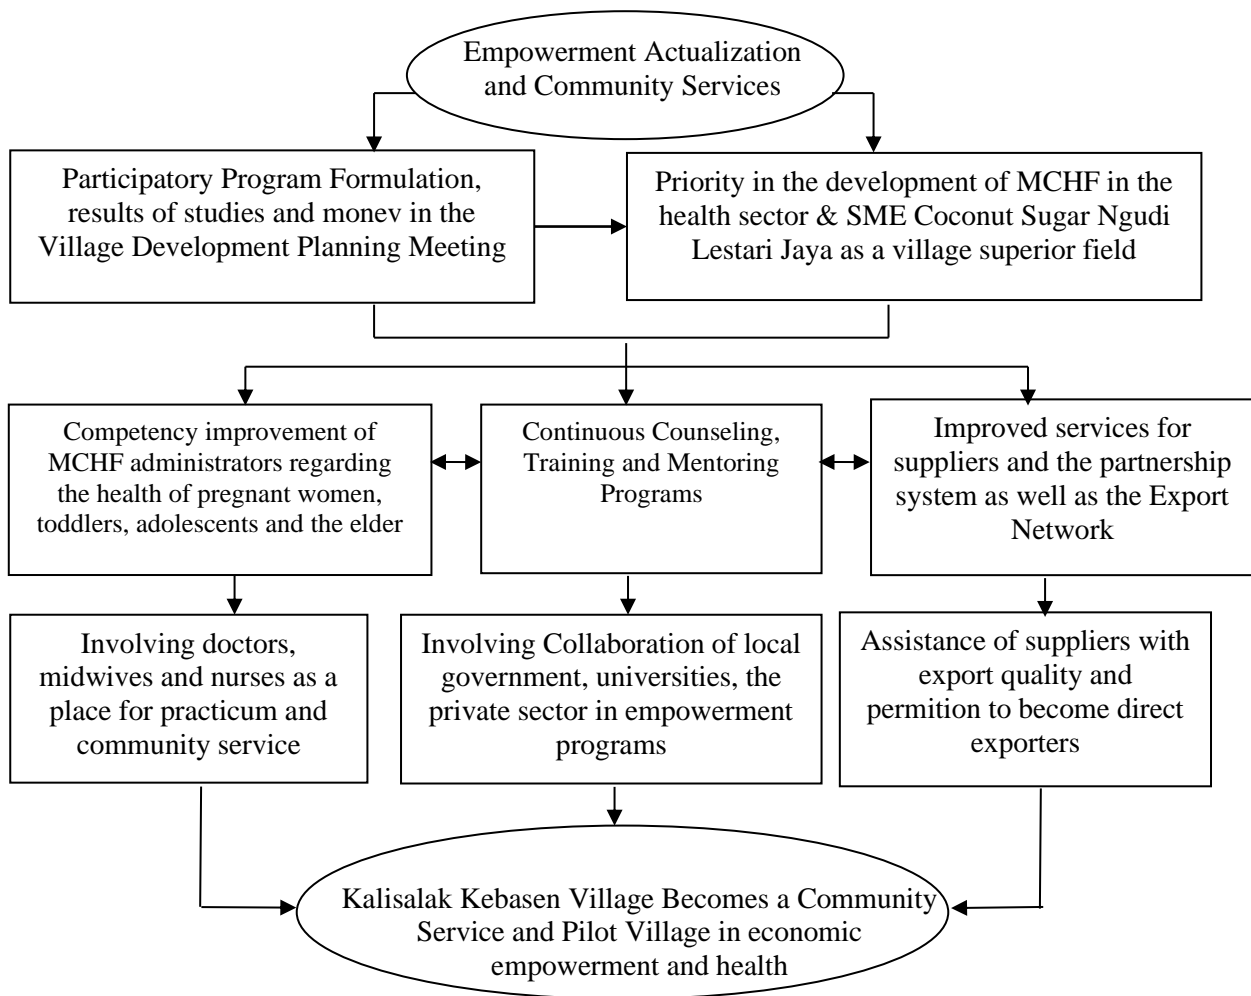 Empowerment Actualization
and Community Services
Participatory Program Formulation,
results of studies and monev in the
Village Development Planning Meeting
Priority in the development of MCHF in the
health sector & SME Coconut Sugar Ngudi
Lestari Jaya as a village superior field
Competency improvement of
MCHF administrators regarding
the health of pregnant women,
toddlers, adolescents and the elder
Continuous Counseling,
Training and Mentoring
Programs
Improved services for
suppliers and the partnership
system as well as the Export
Network
Involving doctors,
midwives and nurses as a
place for practicum and
community service
Involving Collaboration of local
government, universities, the
private sector in empowerment
programs
Assistance of suppliers with
export quality and
permition to become direct
exporters
Kalisalak Kebasen Village Becomes a Community
Service and Pilot Village in economic
empowerment and health